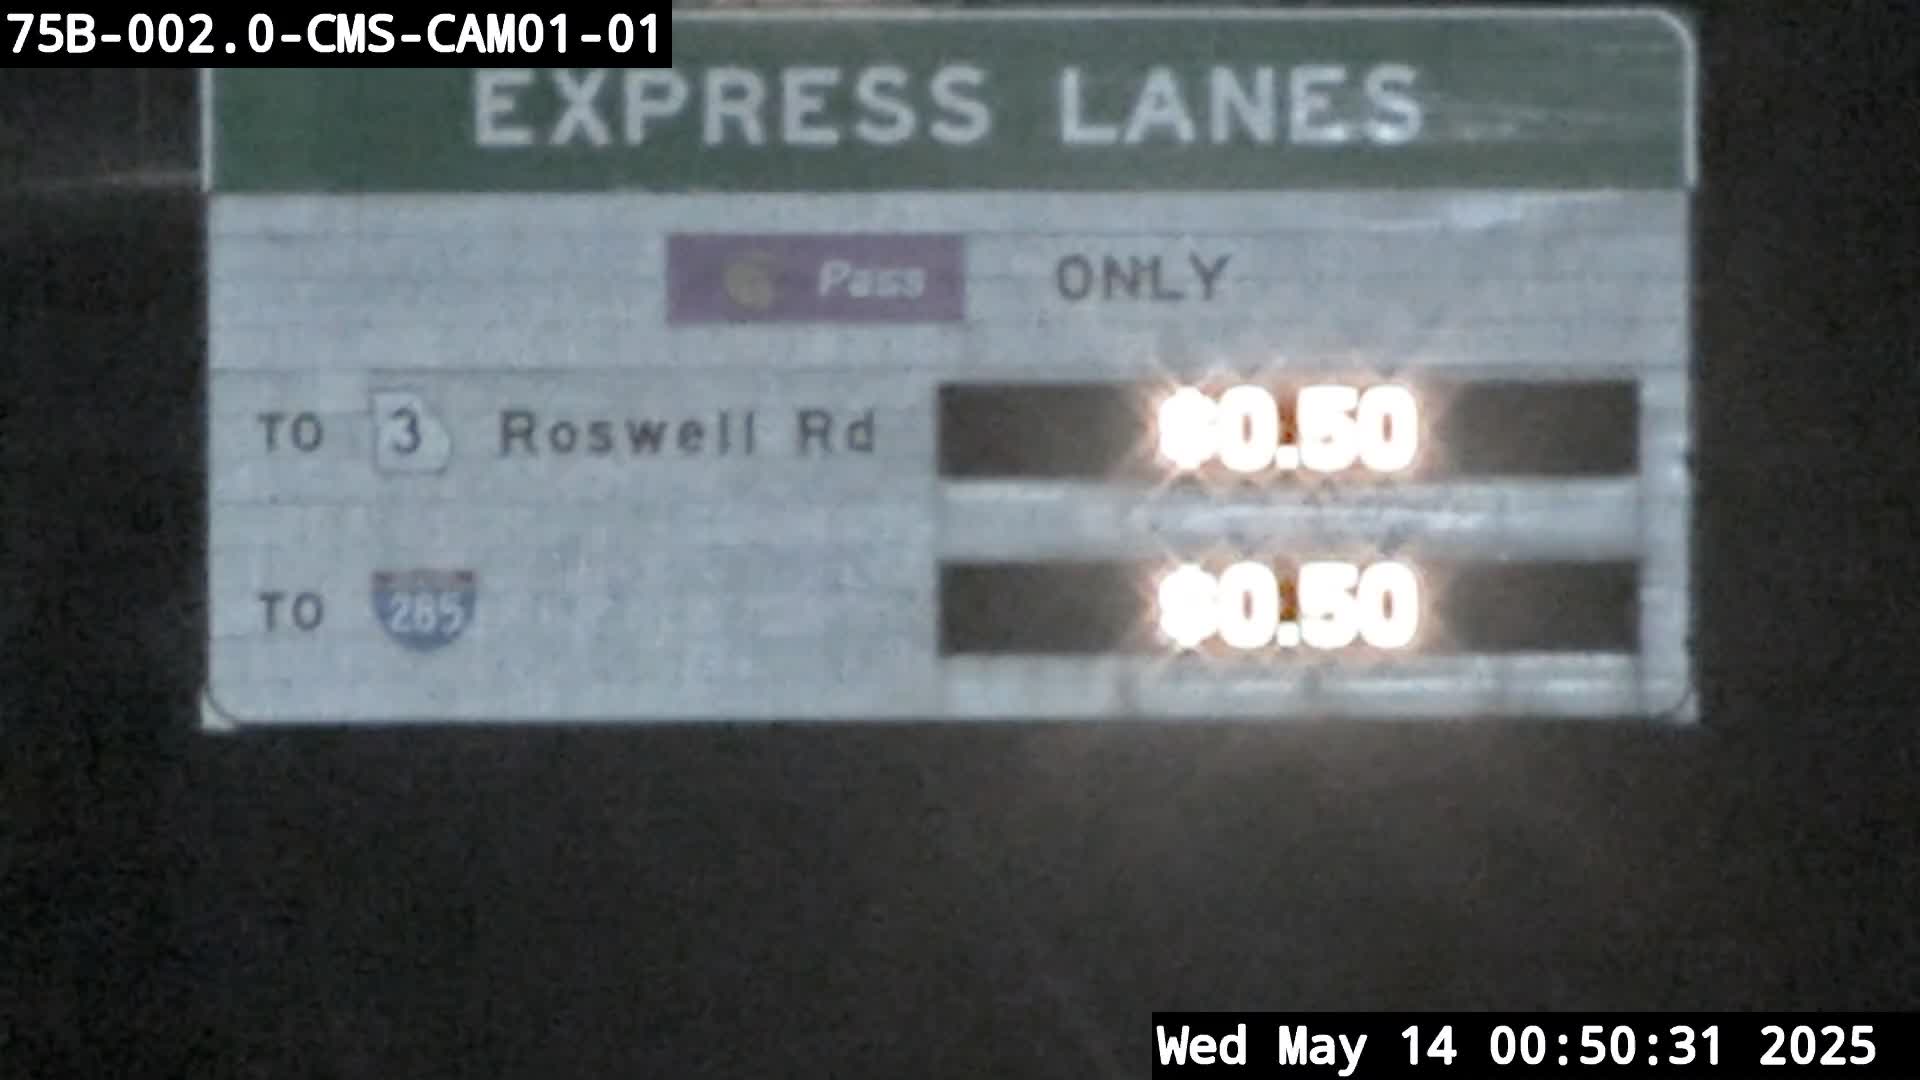 75B-002.0-CMS-CAM01-01
EXPRESS LANES
Pass ONLY
TO 3 Roswell Rd $0.50
TO 285 $0.50
Wed May 14 00:50:31 2025